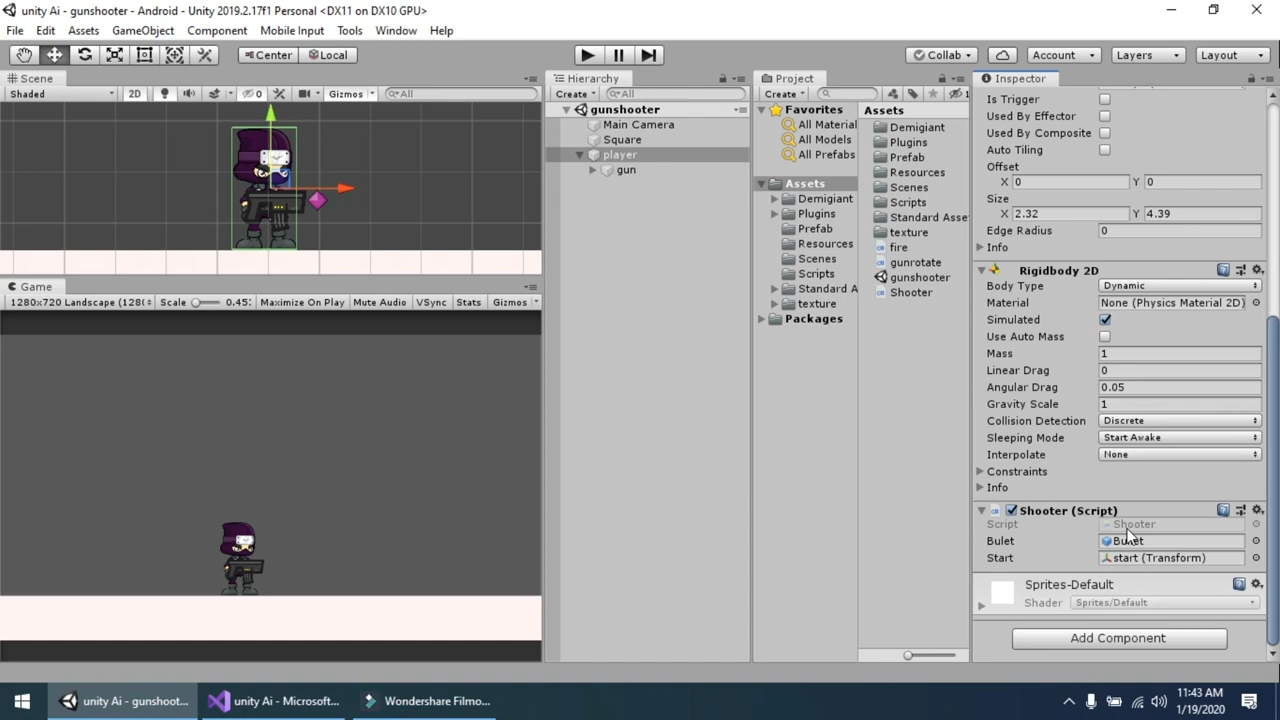 unity Ai - gunshooter - Android - Unity 2019.2.17f1 Personal <DX11 on DX10 GPU>
File Edit Assets GameObject Component Mobile Input Tools Window Help
Center Local Collab Account Layers Layout
Scene
Shaded 2D 0 Gizmos All
Game
1280x720 Landscape (128( Scale 0.45: Maximize On Play Mute Audio VSync Stats Gizmos
Hierarchy
Create All
gunshooter
Main Camera
Square
player
gun
Project
Create 1
Favorites
All Material
All Models
All Prefabs
Assets
Demigiant
Plugins
Prefab
Resources
Scenes
Scripts
Standard A
texture
Packages
Assets
Demigiant
Plugins
Prefab
Resources
Scenes
Scripts
Standard Asse
texture
fire
gunrotate
gunshooter
Shooter
Inspector
Is Trigger
Used By Effector
Used By Composite
Auto Tiling
Offset
X 0 Y 0
Size
X 2.32 Y 4.39
Edge Radius 0
Info
Rigidbody 2D
Body Type Dynamic
Material None (Physics Material 2D)
Simulated
Use Auto Mass
Mass 1
Linear Drag 0
Angular Drag 0.05
Gravity Scale 1
Collision Detection Discrete
Sleeping Mode Start Awake
Interpolate None
Constraints
Info
Shooter (Script)
Script Shooter
Bulet Bulet
Start start (Transform)
Sprites-Default
Shader Sprites/Default
Add Component
unity Ai - gunshoot... unity Ai - Microsoft... Wondershare Filmo...
11:43 AM
1/19/2020